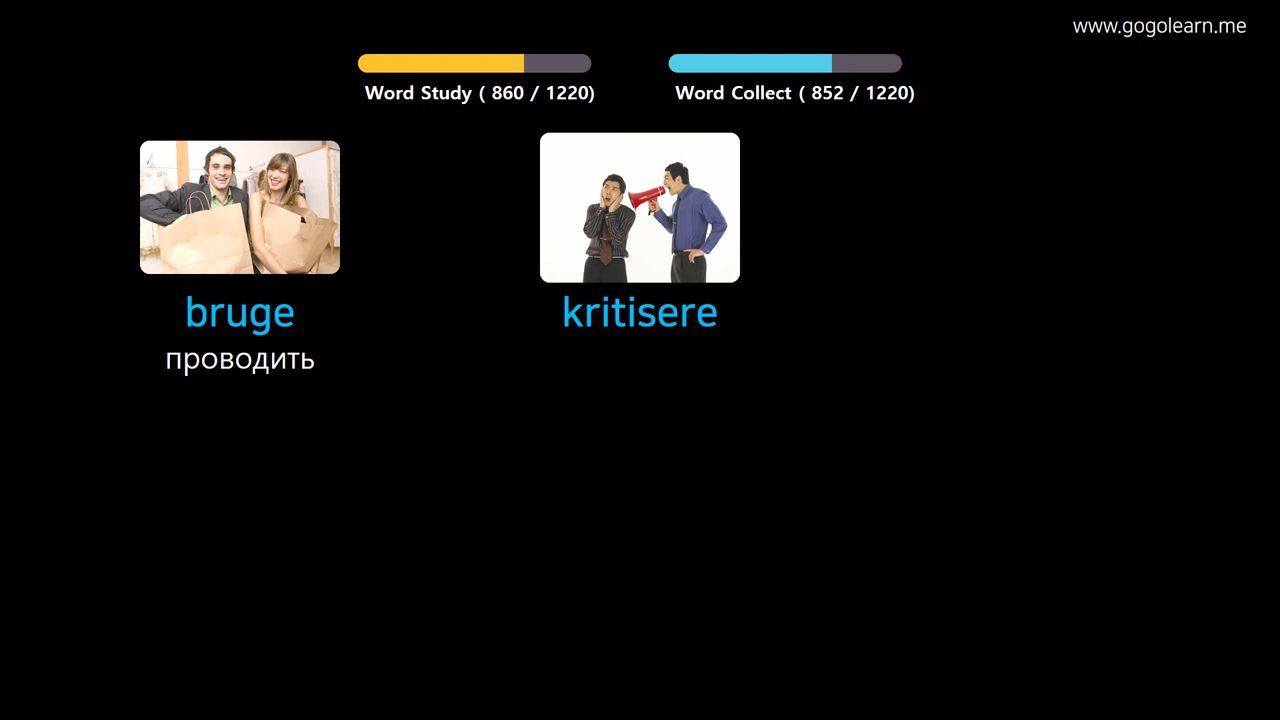 www.gogolearn.me
Word Study ( 860 / 1220)
Word Collect ( 852 / 1220)
bruge
проводить
kritisere